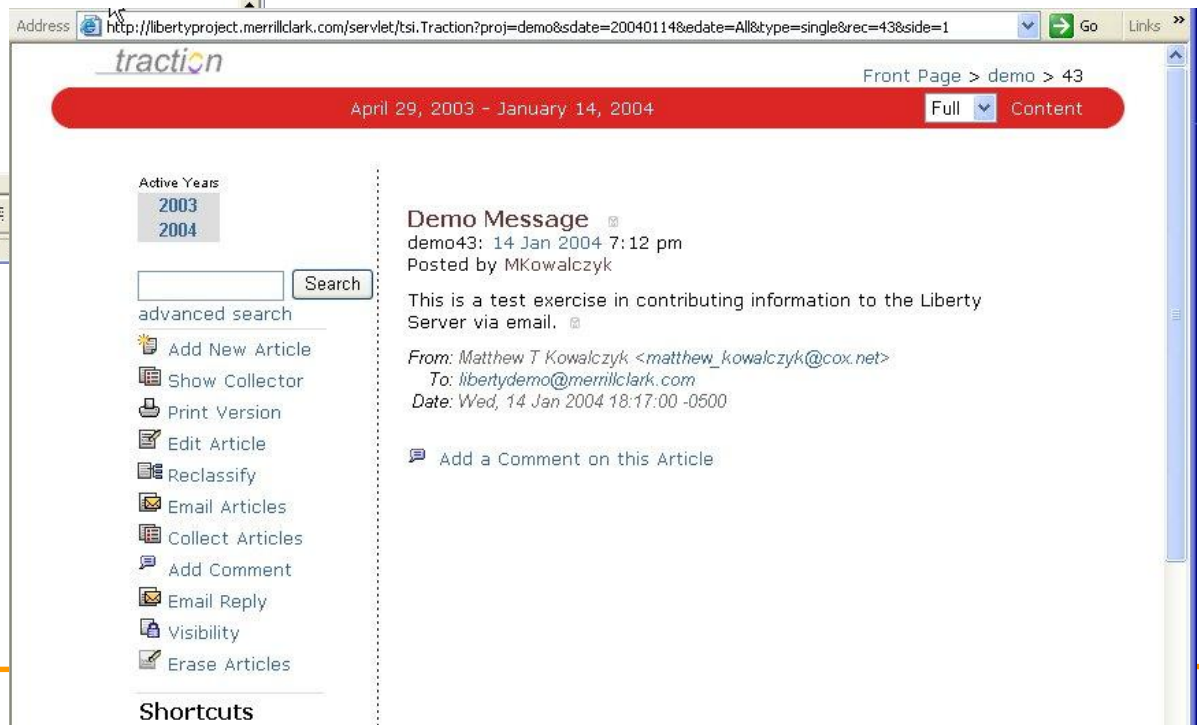 Address http://libertyproject.merrillclark.com/servlet/tsi.Traction?proj=demo&sdate=20040114&edate=All&type=single&rec=43&side=1 Go Links »
traction
Front Page > demo > 43
April 29, 2003 - January 14, 2004 Full Content
Active Years
2003
2004
Search
advanced search
Add New Article
Show Collector
Print Version
Edit Article
Reclassify
Email Articles
Collect Articles
Add Comment
Email Reply
Visibility
Erase Articles
Shortcuts
Demo Message
demo43: 14 Jan 2004 7:12 pm
Posted by MKowalczyk
This is a test exercise in contributing information to the Liberty
Server via email.
From: Matthew T Kowalczyk <matthew_kowalczyk@cox.net>
To: libertydemo@merrillclark.com
Date: Wed, 14 Jan 2004 18:17:00 -0500
Add a Comment on this Article